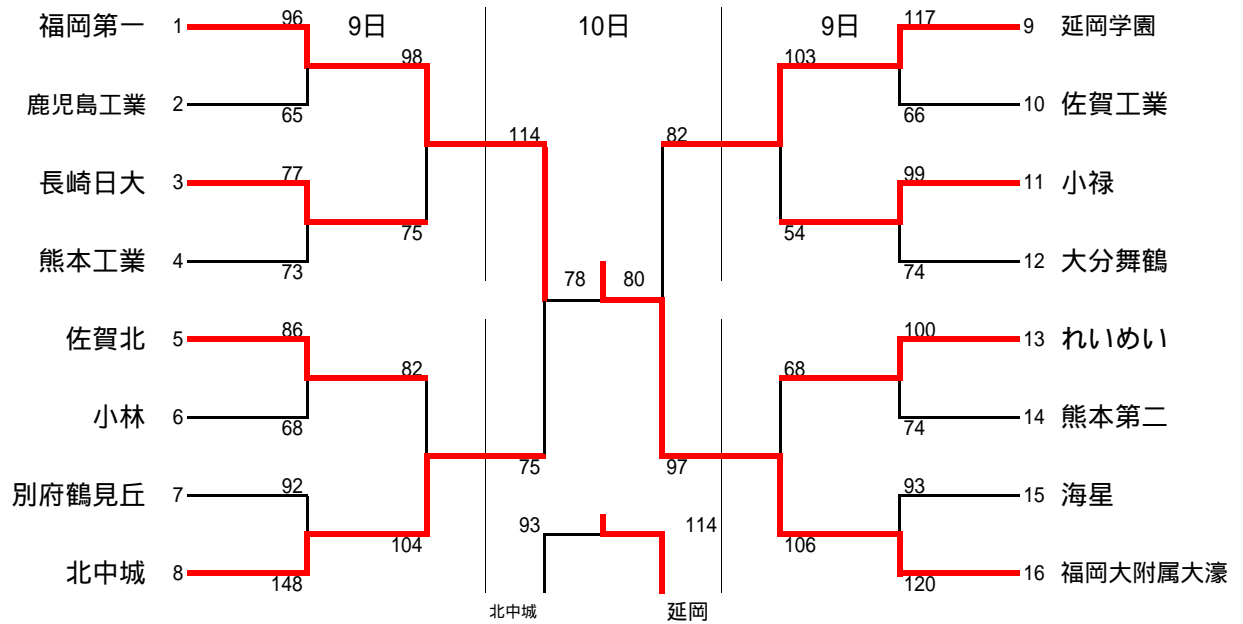 福岡第一 1 96 9日 10日 9日 117 9 延岡学園
98 103
鹿児島工業 2 65 66 10 佐賀工業
114 82
長崎日大 3 77 99 11 小禄
75 54
熊本工業 4 73 74 12 大分舞鶴
78 80
佐賀北 5 86 100 13 れいめい
82 68
小林 6 68 74 14 熊本第二
75 97
別府鶴見丘 7 92 93 15 海星
93 114
104 106
北中城 8 148 120 16 福岡大附属大濠
北中城 延岡